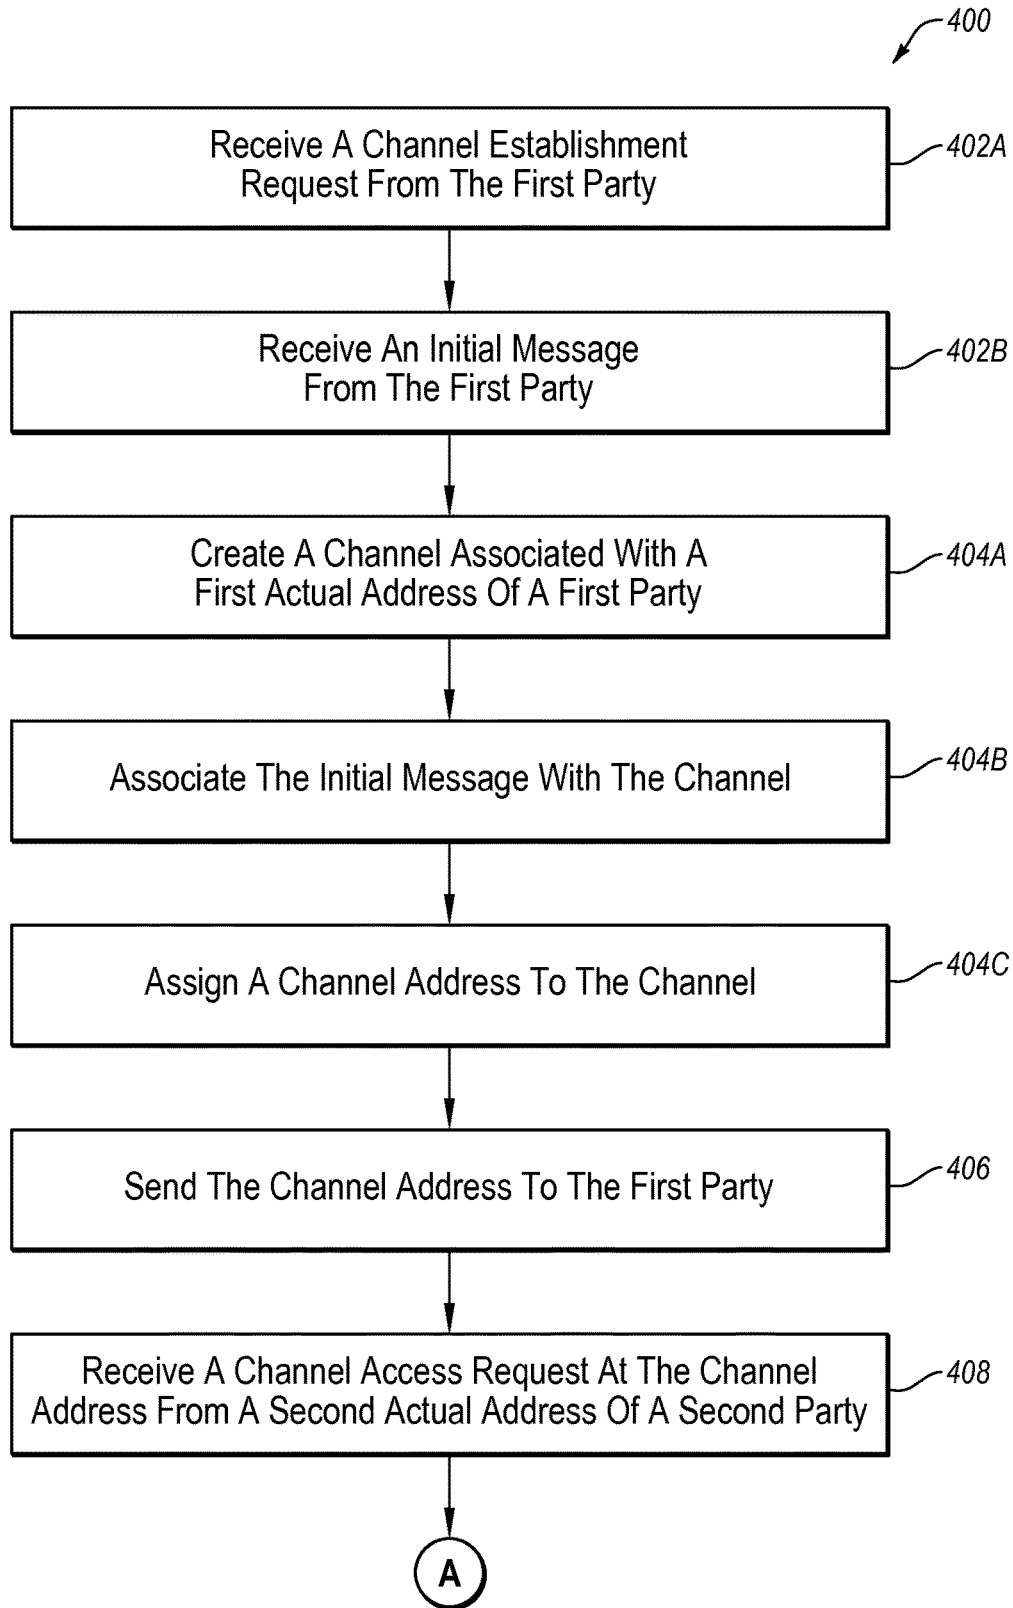 400
Receive A Channel Establishment
Request From The First Party
402A
Receive An Initial Message
From The First Party
402B
Create A Channel Associated With A
First Actual Address Of A First Party
404A
Associate The Initial Message With The Channel
404B
Assign A Channel Address To The Channel
404C
Send The Channel Address To The First Party
406
Receive A Channel Access Request At The Channel
Address From A Second Actual Address Of A Second Party
408
A